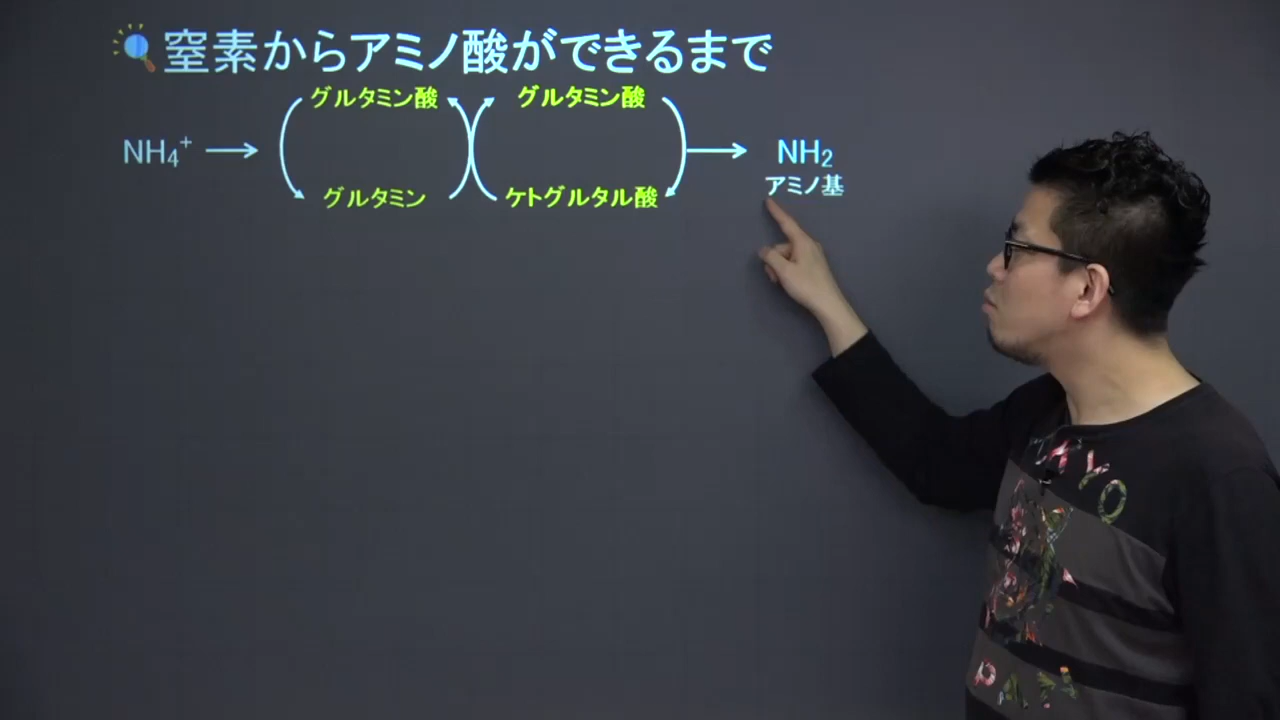 窒素からアミノ酸ができるまで
グルタミン酸 グルタミン酸
NH₄⁺ → → NH₂
アミノ基
グルタミン ケトグルタル酸